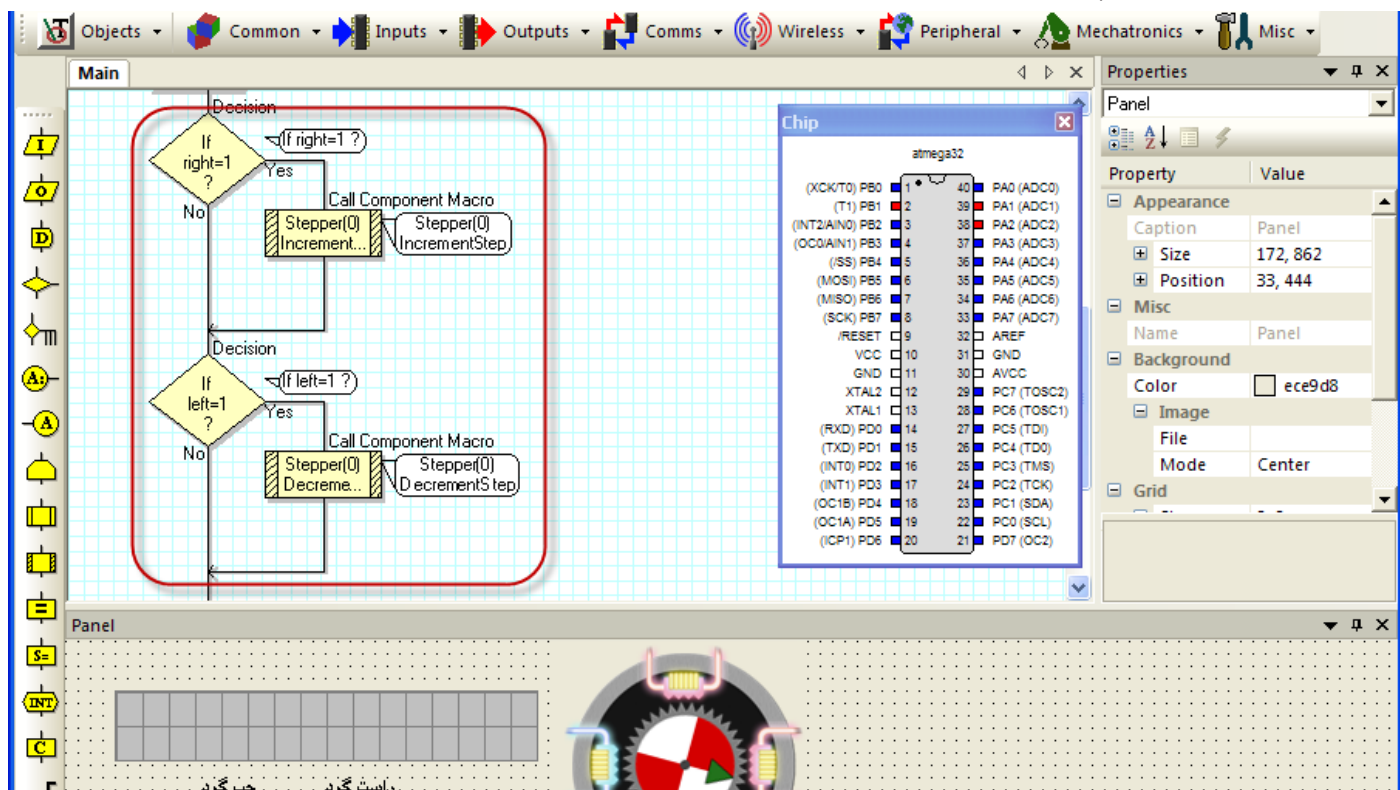 Objects Common Inputs Outputs Comms Wireless Peripheral Mechatronics Misc
Main
Decision
If
right=1
?
If right=1 ?
Yes
No
Call Component Macro
Stepper(0)
Increment...
Stepper(0)
IncrementStep
Decision
If
left=1
?
If left=1 ?
Yes
No
Call Component Macro
Stepper(0)
Decreme...
Stepper(0)
DecrementStep
Chip
atmega32
(XCK/T0) PB0 1 40 PA0 (ADC0)
(T1) PB1 2 39 PA1 (ADC1)
(INT2/AIN0) PB2 3 38 PA2 (ADC2)
(OC0/AIN1) PB3 4 37 PA3 (ADC3)
(/SS) PB4 5 36 PA4 (ADC4)
(MOSI) PB5 6 35 PA5 (ADC5)
(MISO) PB6 7 34 PA6 (ADC6)
(SCK) PB7 8 33 PA7 (ADC7)
/RESET 9 32 AREF
VCC 10 31 GND
GND 11 30 AVCC
XTAL2 12 29 PC7 (TOSC2)
XTAL1 13 28 PC6 (TOSC1)
(RXD) PD0 14 27 PC5 (TDI)
(TXD) PD1 15 26 PC4 (TD0)
(INT0) PD2 16 25 PC3 (TMS)
(INT1) PD3 17 24 PC2 (TCK)
(OC1B) PD4 18 23 PC1 (SDA)
(OC1A) PD5 19 22 PC0 (SCL)
(ICP1) PD6 20 21 PD7 (OC2)
Properties
Panel
Property Value
Appearance
Caption Panel
Size 172, 862
Position 33, 444
Misc
Name Panel
Background
Color ece9d8
Image
File
Mode Center
Grid
I
O
D
A:
A
=
S=
INT
C
Panel
راست گرد چپ گرد